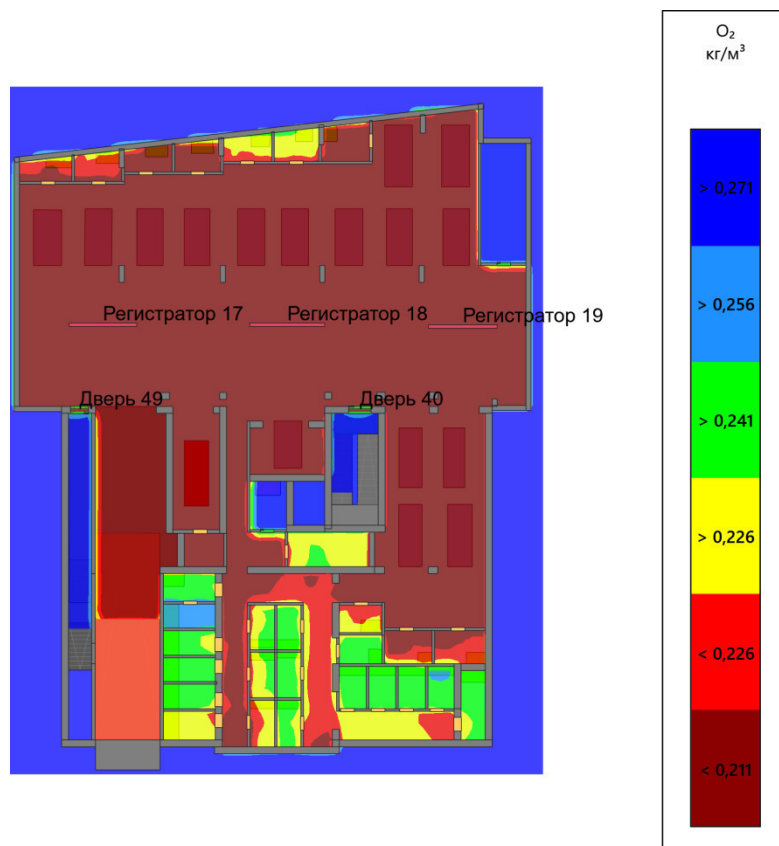 O₂
кг/м³
> 0,271
> 0,256
> 0,241
> 0,226
< 0,226
< 0,211
Регистратор 17
Регистратор 18
Регистратор 19
Дверь 49
Дверь 40